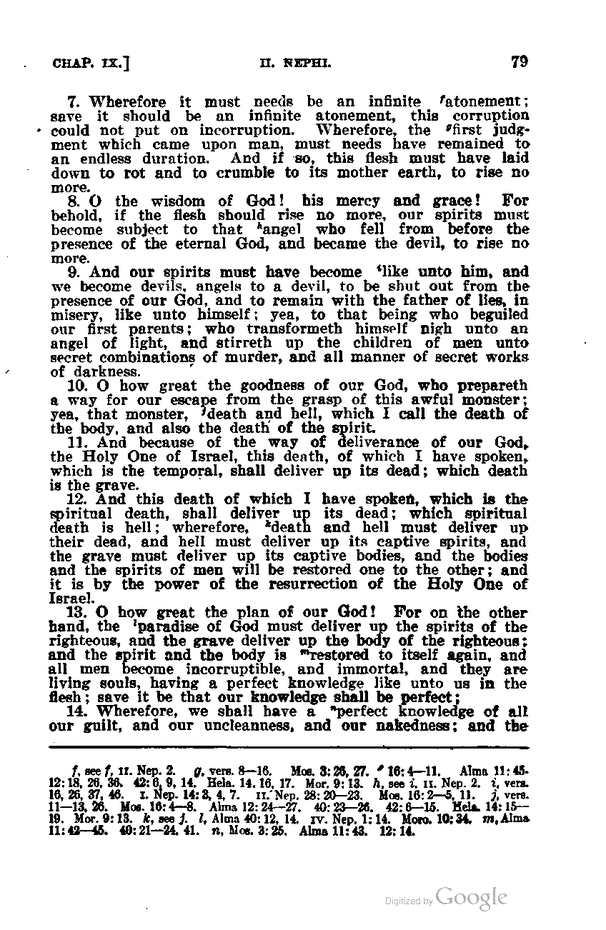 CHAP. IX.] II. NEPHI. 79
7. Wherefore it must needs be an infinite ᶠatonement;
save it should be an infinite atonement, this corruption
could not put on incorruption. Wherefore, the ᵍfirst judg-
ment which came upon man, must needs have remained to
an endless duration. And if so, this flesh must have laid
down to rot and to crumble to its mother earth, to rise no
more.
8. O the wisdom of God! his mercy and grace! For
behold, if the flesh should rise no more, our spirits must
become subject to that ʰangel who fell from before the
presence of the eternal God, and became the devil, to rise no
more.
9. And our spirits must have become ⁱlike unto him, and
we become devils, angels to a devil, to be shut out from the
presence of our God, and to remain with the father of lies, in
misery, like unto himself; yea, to that being who beguiled
our first parents; who transformeth himself nigh unto an
angel of light, and stirreth up the children of men unto
secret combinations of murder, and all manner of secret works
of darkness.
10. O how great the goodness of our God, who prepareth
a way for our escape from the grasp of this awful monster;
yea, that monster, ʲdeath and hell, which I call the death of
the body, and also the death of the spirit.
11. And because of the way of deliverance of our God,
the Holy One of Israel, this death, of which I have spoken,
which is the temporal, shall deliver up its dead; which death
is the grave.
12. And this death of which I have spoken, which is the
spiritual death, shall deliver up its dead; which spiritual
death is hell; wherefore, ᵏdeath and hell must deliver up
their dead, and hell must deliver up its captive spirits, and
the grave must deliver up its captive bodies, and the bodies
and the spirits of men will be restored one to the other; and
it is by the power of the resurrection of the Holy One of
Israel.
13. O how great the plan of our God! For on the other
hand, the ˡparadise of God must deliver up the spirits of the
righteous, and the grave deliver up the body of the righteous;
and the spirit and the body is ᵐrestored to itself again, and
all men become incorruptible, and immortal, and they are
living souls, having a perfect knowledge like unto us in the
flesh; save it be that our knowledge shall be perfect;
14. Wherefore, we shall have a ⁿperfect knowledge of all
our guilt, and our uncleanness, and our nakedness; and the
f, see f, II. Nep. 2. g, vers. 8—16. Mos. 3:26, 27. 16:4—11. Alma 11:45.
12:18, 26, 36. 42:6, 9, 14. Hela. 14:16, 17. Mor. 9:13. h, see i, II. Nep. 2. i, vers.
16, 26, 37, 46. I. Nep. 14:3, 4, 7. II. Nep. 28:20—23. Mos. 16:2—5, 11. j, vers.
11—13, 26. Mos. 16:4—8. Alma 12:24—27. 40:23—26. 42:6—15. Hela. 14:15—
19. Mor. 9:13. k, see j. l, Alma 40:12, 14. IV. Nep. 1:14. Moro. 10:34. m, Alma
11:42—45. 40:21—24, 41. n, Mos. 3:25. Alma 11:43. 12:14.
Digitized by Google